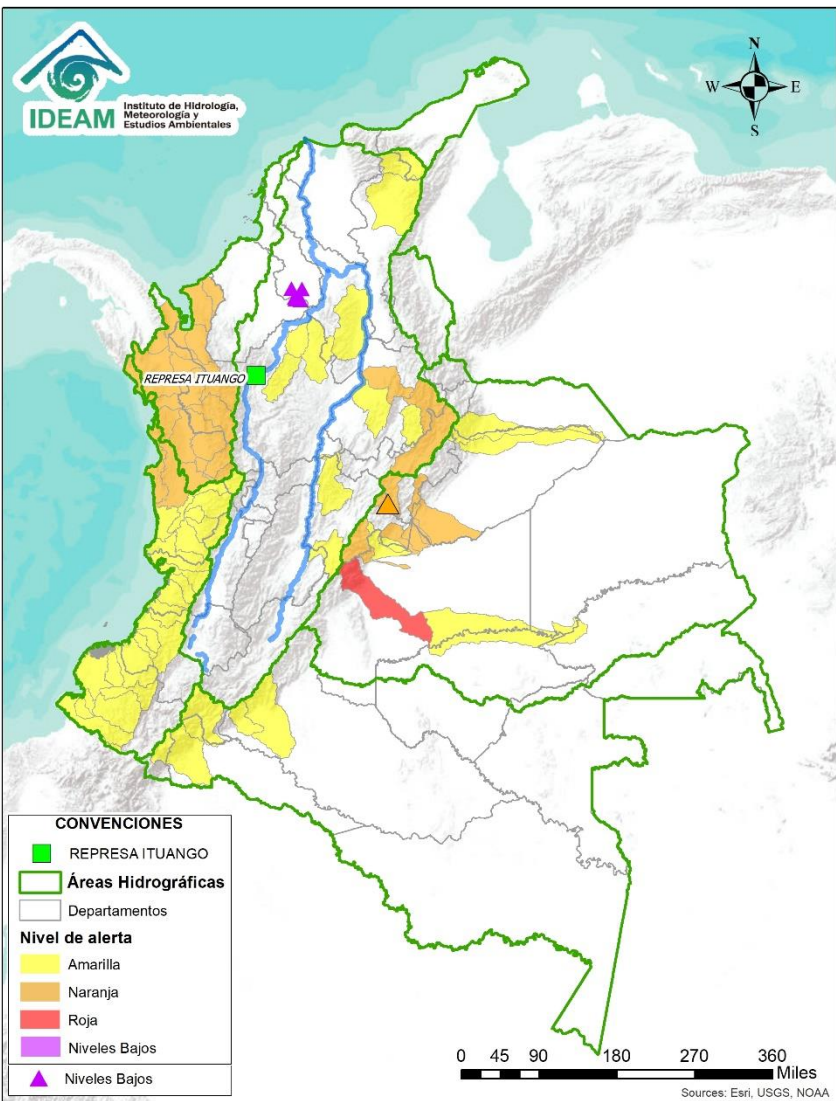 IDEAM
Instituto de Hidrología,
Meteorología y
Estudios Ambientales
N
W
E
S
REPRESA ITUANGO
CONVENCIONES
REPRESA ITUANGO
Áreas Hidrográficas
Departamentos
Nivel de alerta
Amarilla
Naranja
Roja
Niveles Bajos
Niveles Bajos
0 45 90 180 270 360
Miles
Sources: Esri, USGS, NOAA